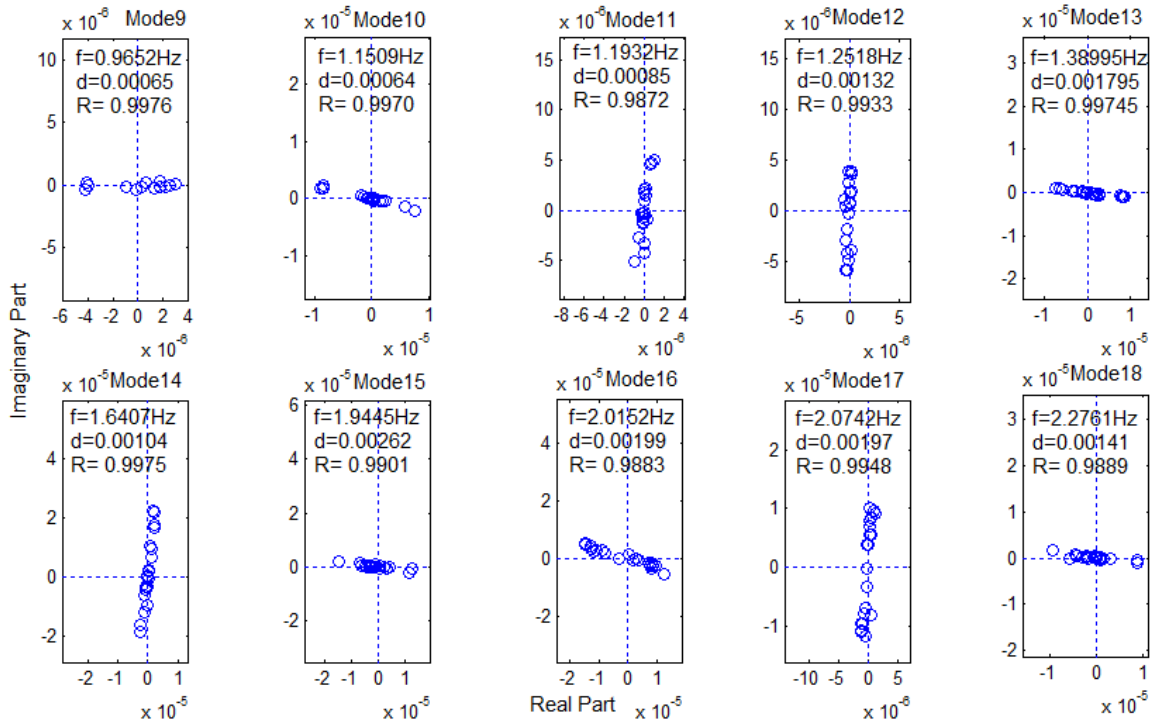 x 10⁻⁶ Mode9
f=0.9652Hz
d=0.00065
R= 0.9976
10
5
0
-5
-6 -4 -2 0 2 4
x 10⁻⁶
x 10⁻⁵ Mode10
f=1.1509Hz
d=0.00064
R= 0.9970
2
1
0
-1
-1 0 1
x 10⁻⁵
x 10⁻⁶ Mode11
f=1.1932Hz
d=0.00085
R= 0.9872
15
10
5
0
-5
-8 -6 -4 -2 0 2 4
x 10⁻⁶
x 10⁻⁶ Mode12
f=1.2518Hz
d=0.00132
R= 0.9933
15
10
5
0
-5
-5 0 5
x 10⁻⁶
x 10⁻⁵ Mode13
f=1.38995Hz
d=0.001795
R= 0.99745
3
2
1
0
-1
-2
-1 0 1
x 10⁻⁵
Imaginary Part
x 10⁻⁵ Mode14
f=1.6407Hz
d=0.00104
R= 0.9975
4
2
0
-2
-2 -1 0 1
x 10⁻⁵
x 10⁻⁵ Mode15
f=1.9445Hz
d=0.00262
R= 0.9901
6
4
2
0
-2
-2 -1 0 1
x 10⁻⁵
x 10⁻⁵ Mode16
f=2.0152Hz
d=0.00199
R= 0.9883
4
2
0
-2
-2 -1 0 1
x 10⁻⁵
x 10⁻⁵ Mode17
f=2.0742Hz
d=0.00197
R= 0.9948
3
2
1
0
-1
-10 -5 0 5
x 10⁻⁶
x 10⁻⁵ Mode18
f=2.2761Hz
d=0.00141
R= 0.9889
3
2
1
0
-1
-2
-1 0 1
x 10⁻⁵
Real Part